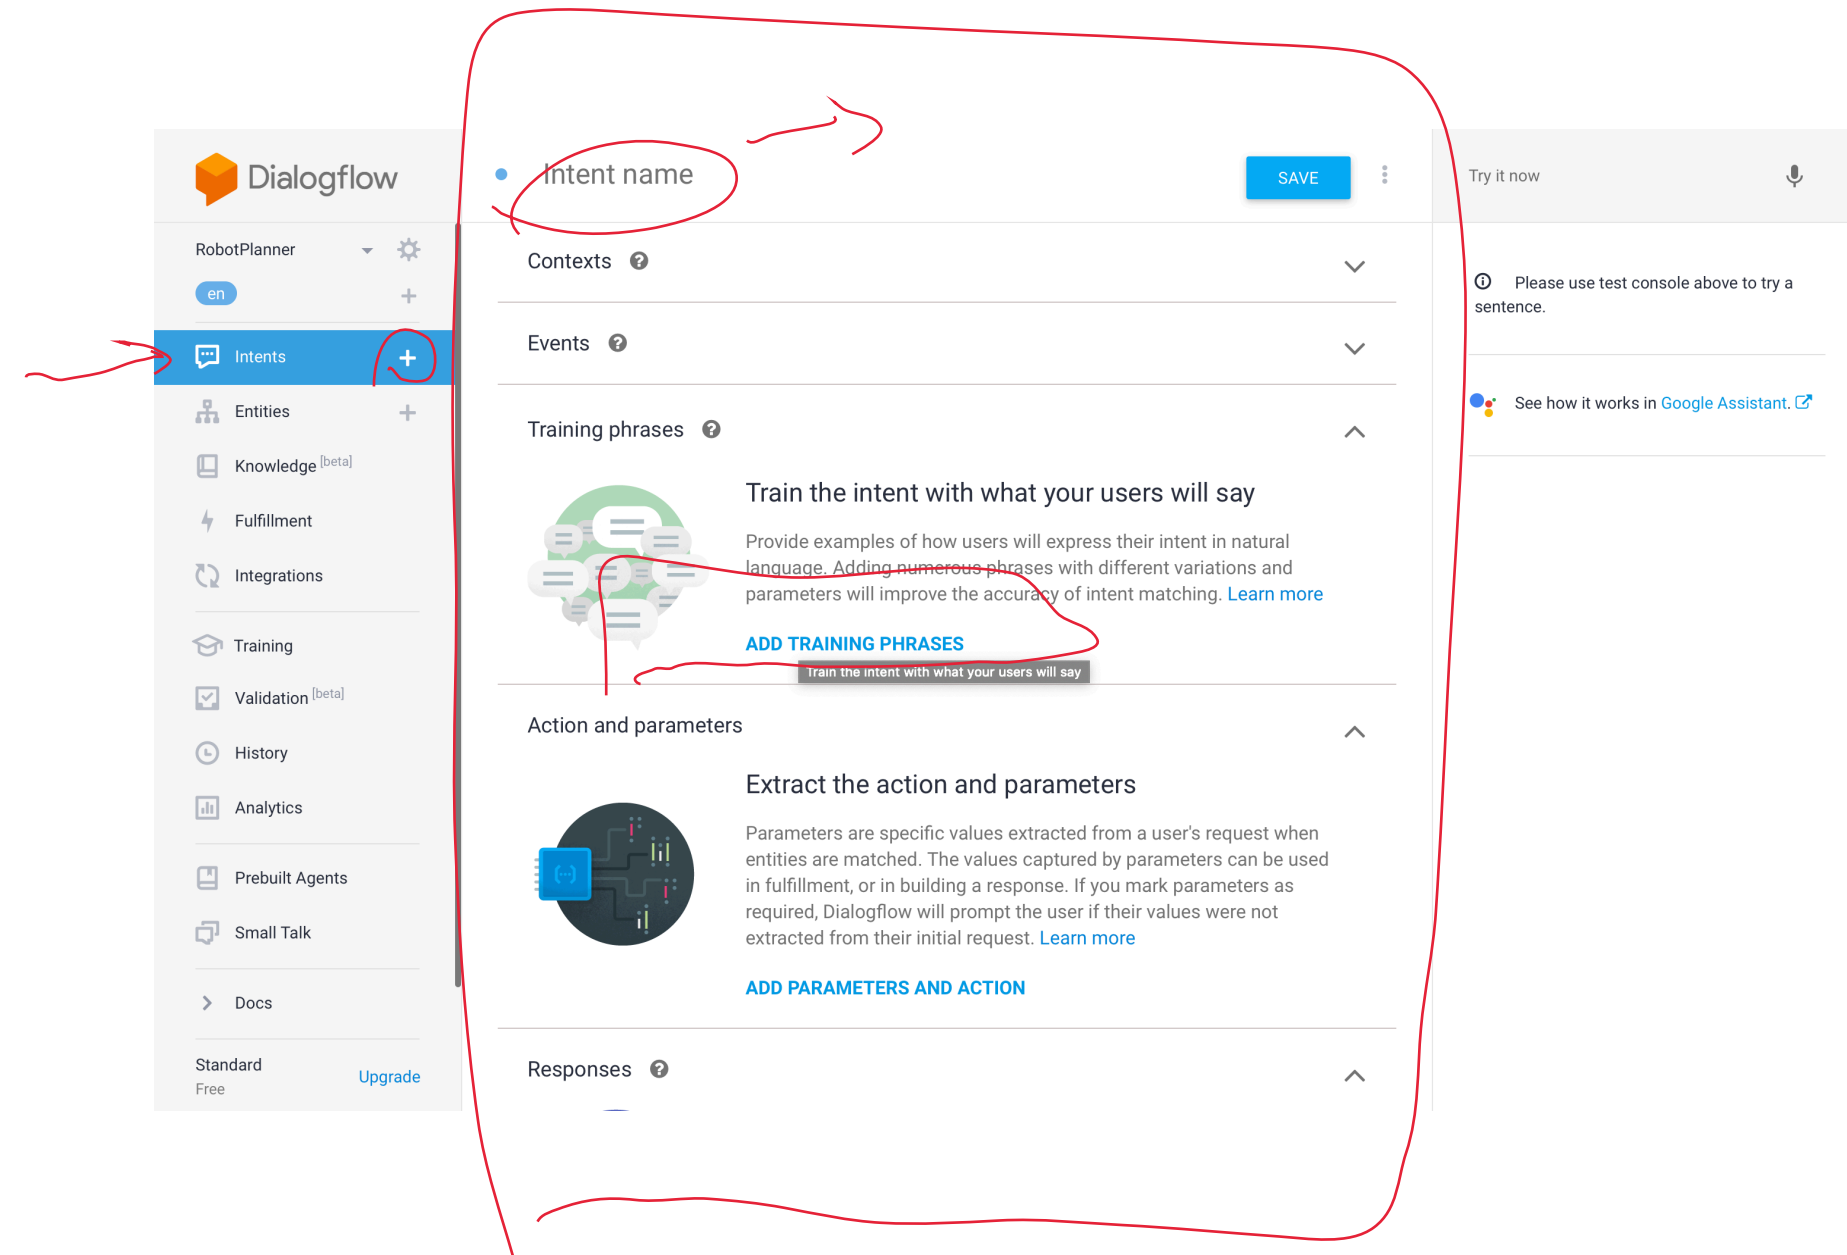 Dialogflow
RobotPlanner
en
Intents
Entities
Knowledge [beta]
Fulfillment
Integrations
Training
Validation [beta]
History
Analytics
Prebuilt Agents
Small Talk
Docs
Standard
Free
Upgrade
Intent name
SAVE
Contexts
Events
Training phrases
Train the intent with what your users will say
Provide examples of how users will express their intent in natural
language. Adding numerous phrases with different variations and
parameters will improve the accuracy of intent matching. Learn more
ADD TRAINING PHRASES
Train the intent with what your users will say
Action and parameters
Extract the action and parameters
Parameters are specific values extracted from a user's request when
entities are matched. The values captured by parameters can be used
in fulfillment, or in building a response. If you mark parameters as
required, Dialogflow will prompt the user if their values were not
extracted from their initial request. Learn more
ADD PARAMETERS AND ACTION
Responses
Try it now
Please use test console above to try a
sentence.
See how it works in Google Assistant.